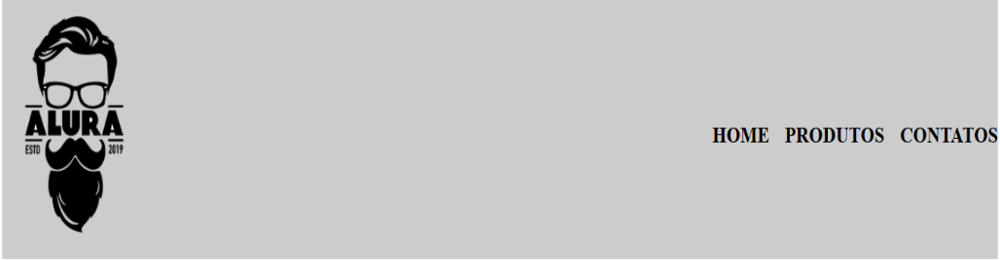 ALURA
ESTD 2019
HOME PRODUTOS CONTATOS